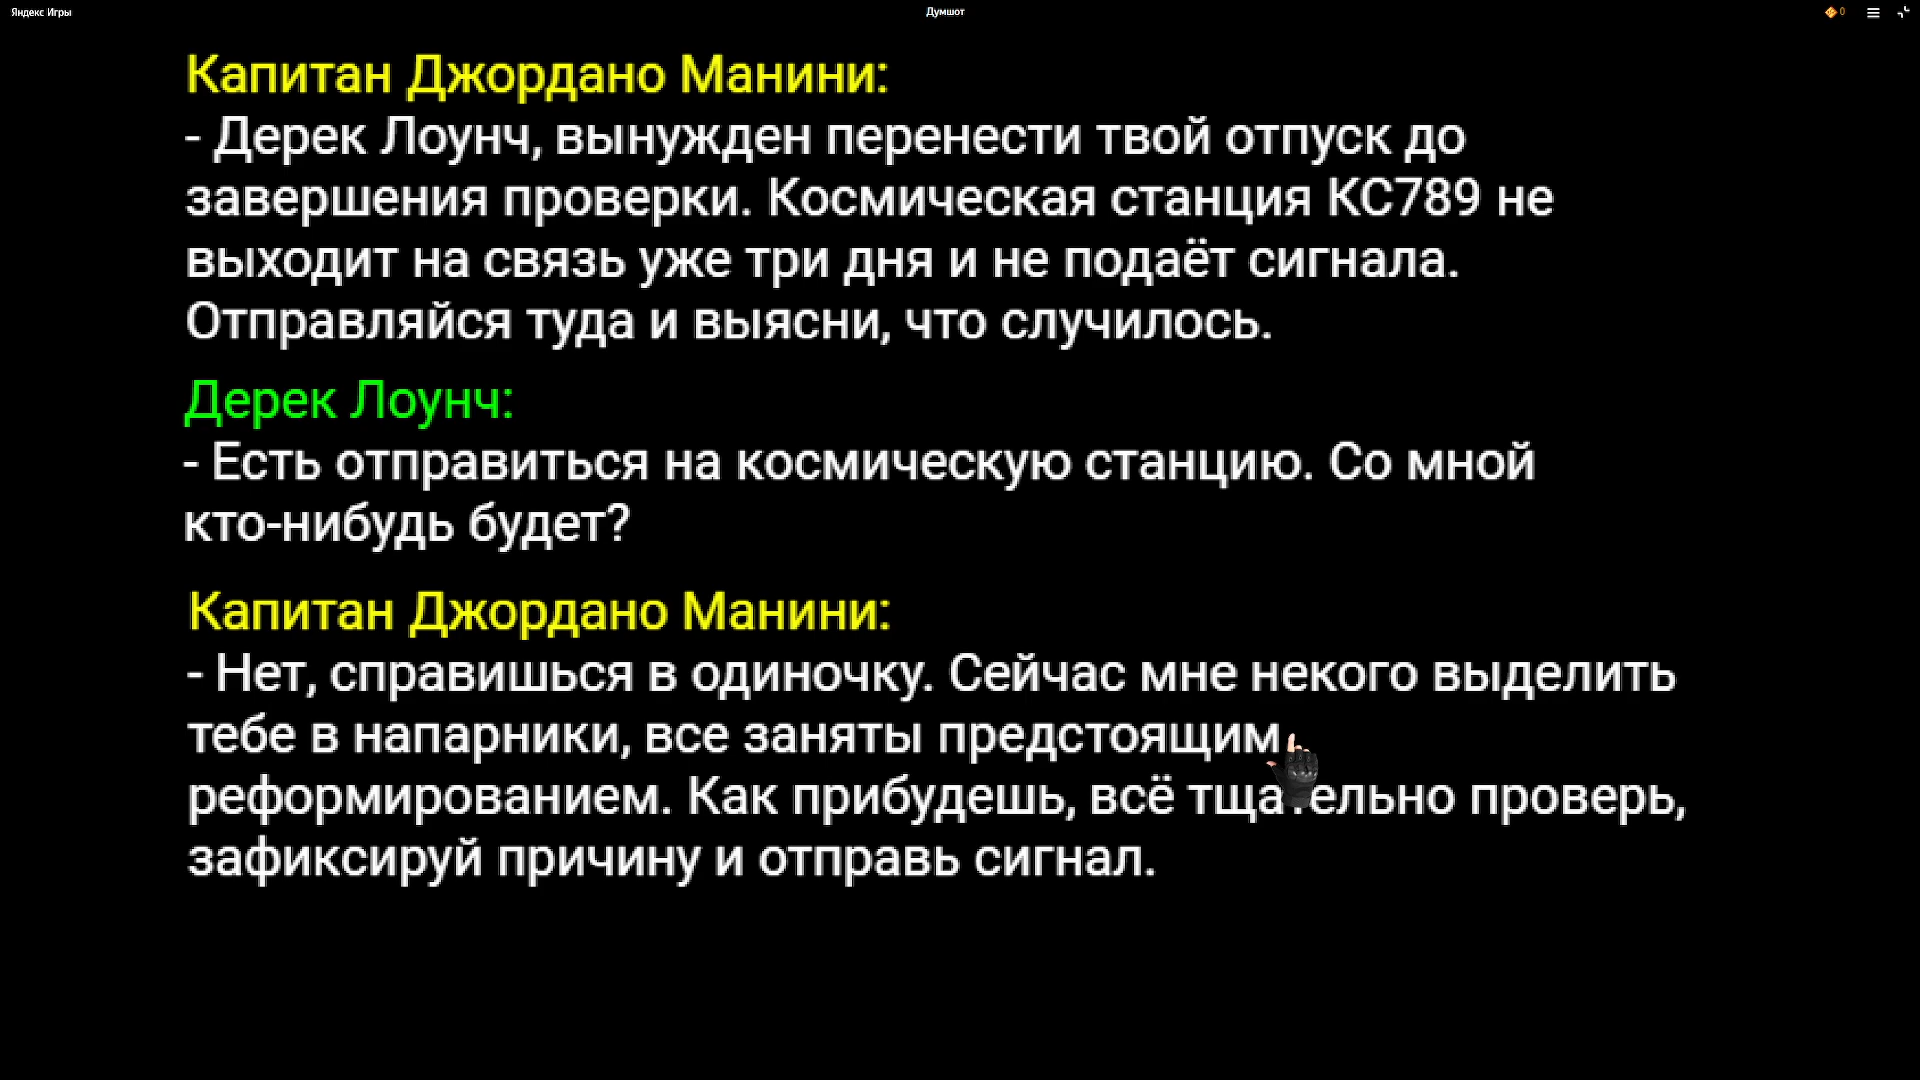 Яндекс Игры
Думшот
0
Капитан Джордано Манини:
- Дерек Лоунч, вынужден перенести твой отпуск до
завершения проверки. Космическая станция КС789 не
выходит на связь уже три дня и не подаёт сигнала.
Отправляйся туда и выясни, что случилось.
Дерек Лоунч:
- Есть отправиться на космическую станцию. Со мной
кто-нибудь будет?
Капитан Джордано Манини:
- Нет, справишься в одиночку. Сейчас мне некого выделить
тебе в напарники, все заняты предстоящим
реформированием. Как прибудешь, всё тщательно проверь,
зафиксируй причину и отправь сигнал.